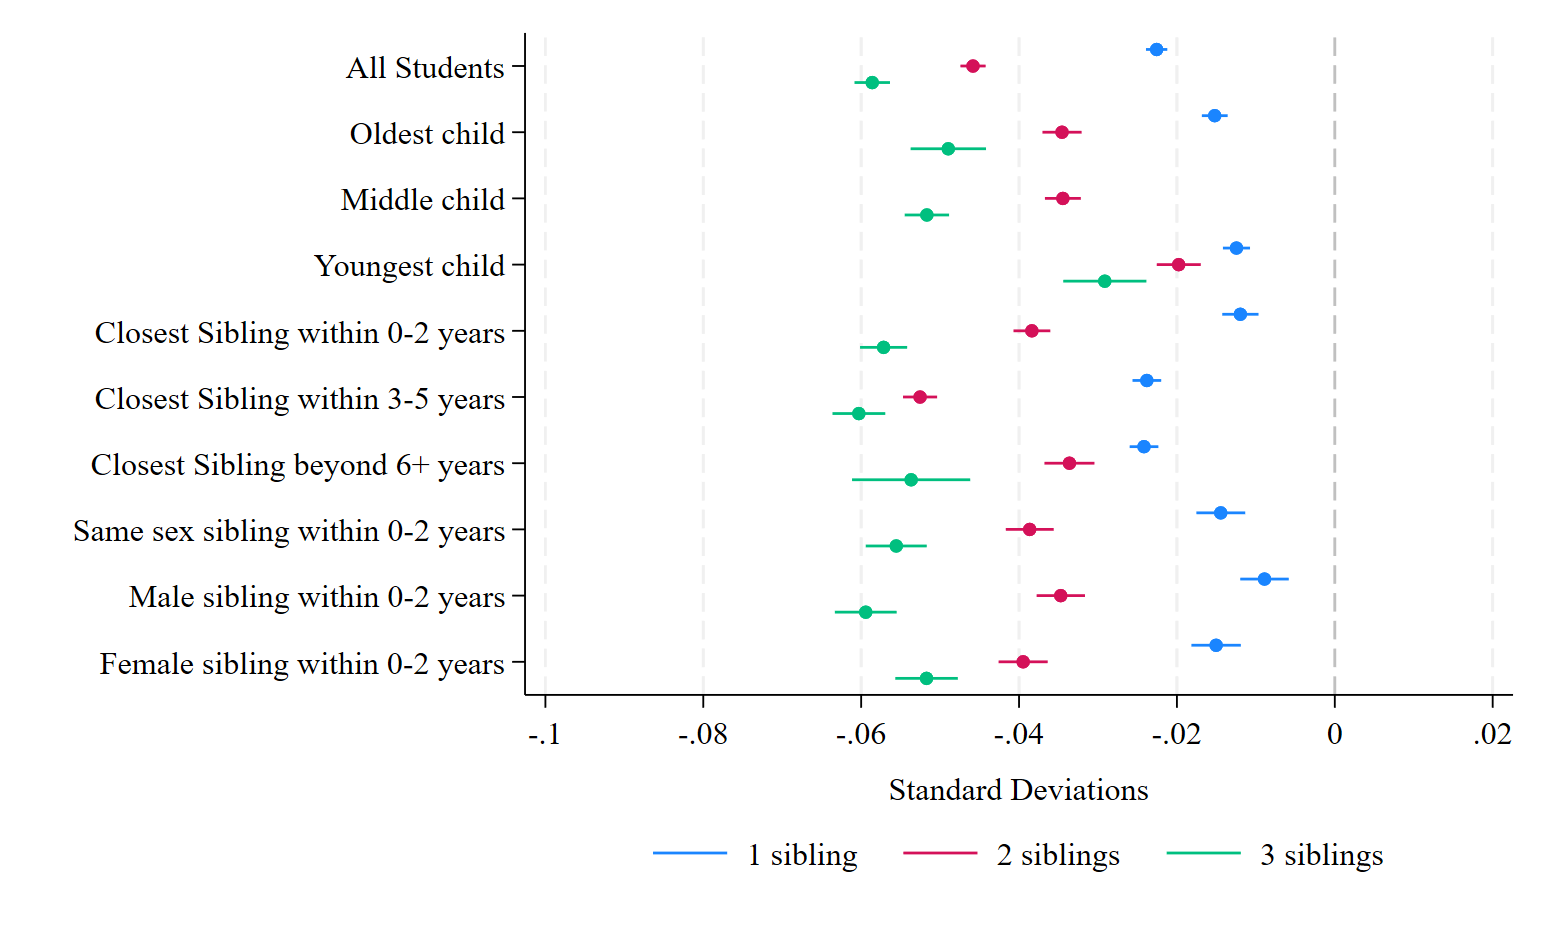 All Students
Oldest child
Middle child
Youngest child
Closest Sibling within 0-2 years
Closest Sibling within 3-5 years
Closest Sibling beyond 6+ years
Same sex sibling within 0-2 years
Male sibling within 0-2 years
Female sibling within 0-2 years
-.1 -.08 -.06 -.04 -.02 0 .02
Standard Deviations
1 sibling 2 siblings 3 siblings